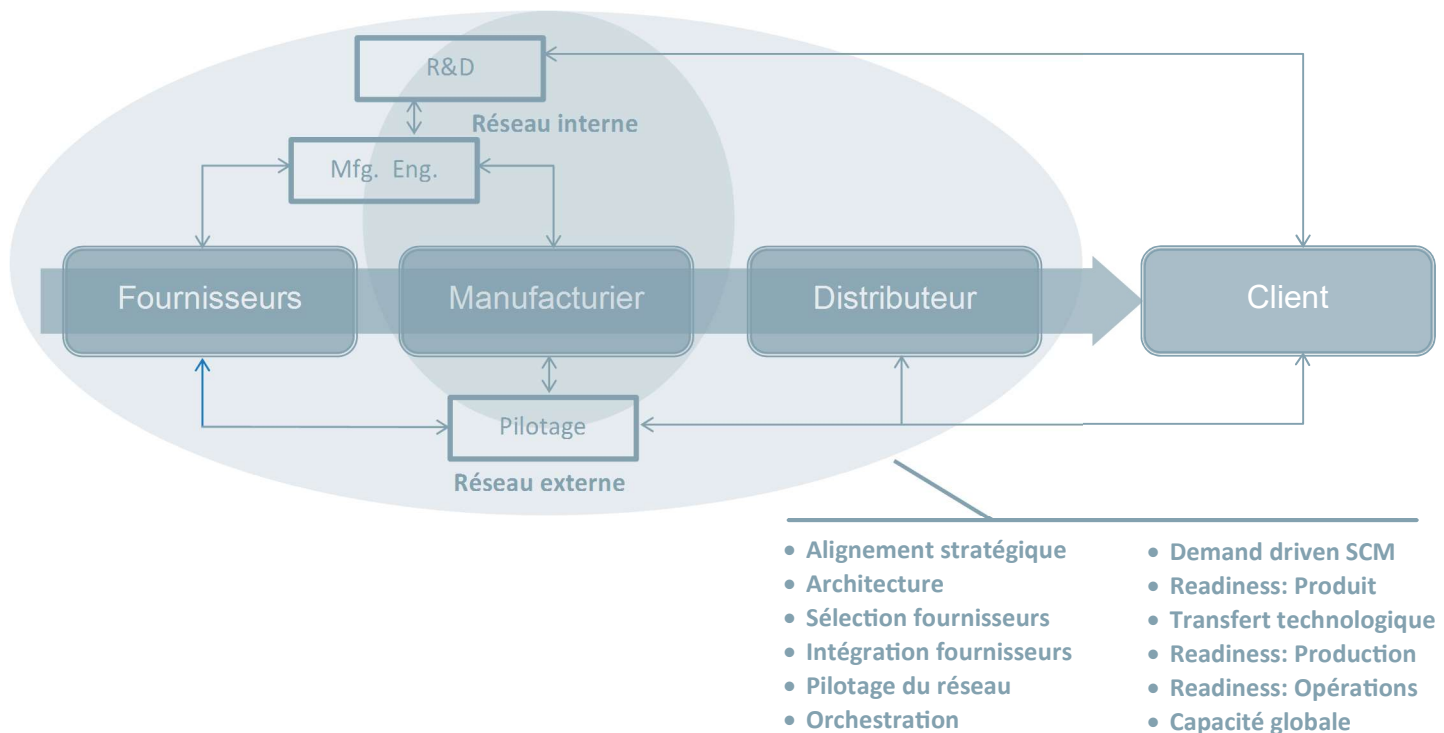 R&D
Réseau interne
Mfg. Eng.
Fournisseurs
Manufacturier
Distributeur
Client
Pilotage
Réseau externe
• Alignement stratégique
• Architecture
• Sélection fournisseurs
• Intégration fournisseurs
• Pilotage du réseau
• Orchestration
• Demand driven SCM
• Readiness: Produit
• Transfert technologique
• Readiness: Production
• Readiness: Opérations
• Capacité globale